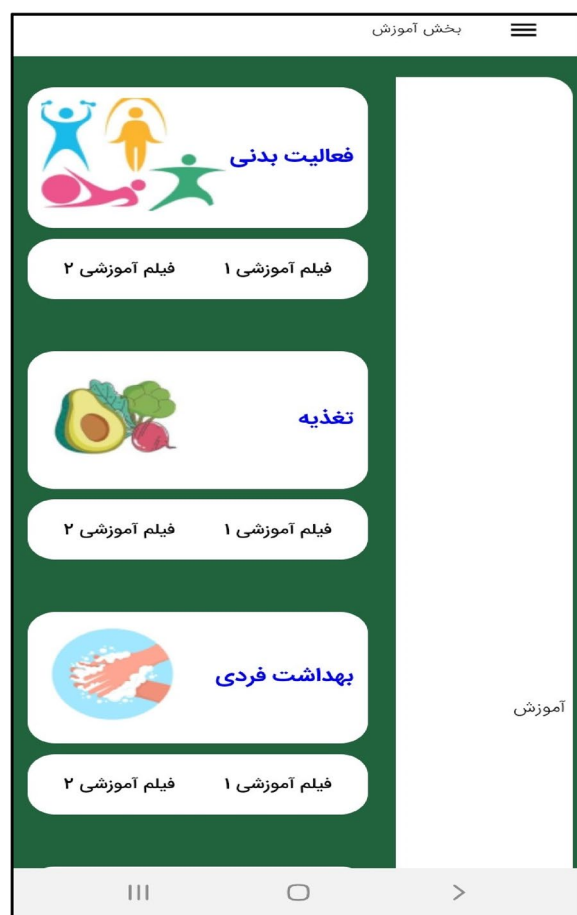 بخش آموزش
فعالیت بدنی
فیلم آموزشی ۱ فیلم آموزشی ۲
تغذیه
فیلم آموزشی ۱ فیلم آموزشی ۲
بهداشت فردی
آموزش
فیلم آموزشی ۱ فیلم آموزشی ۲